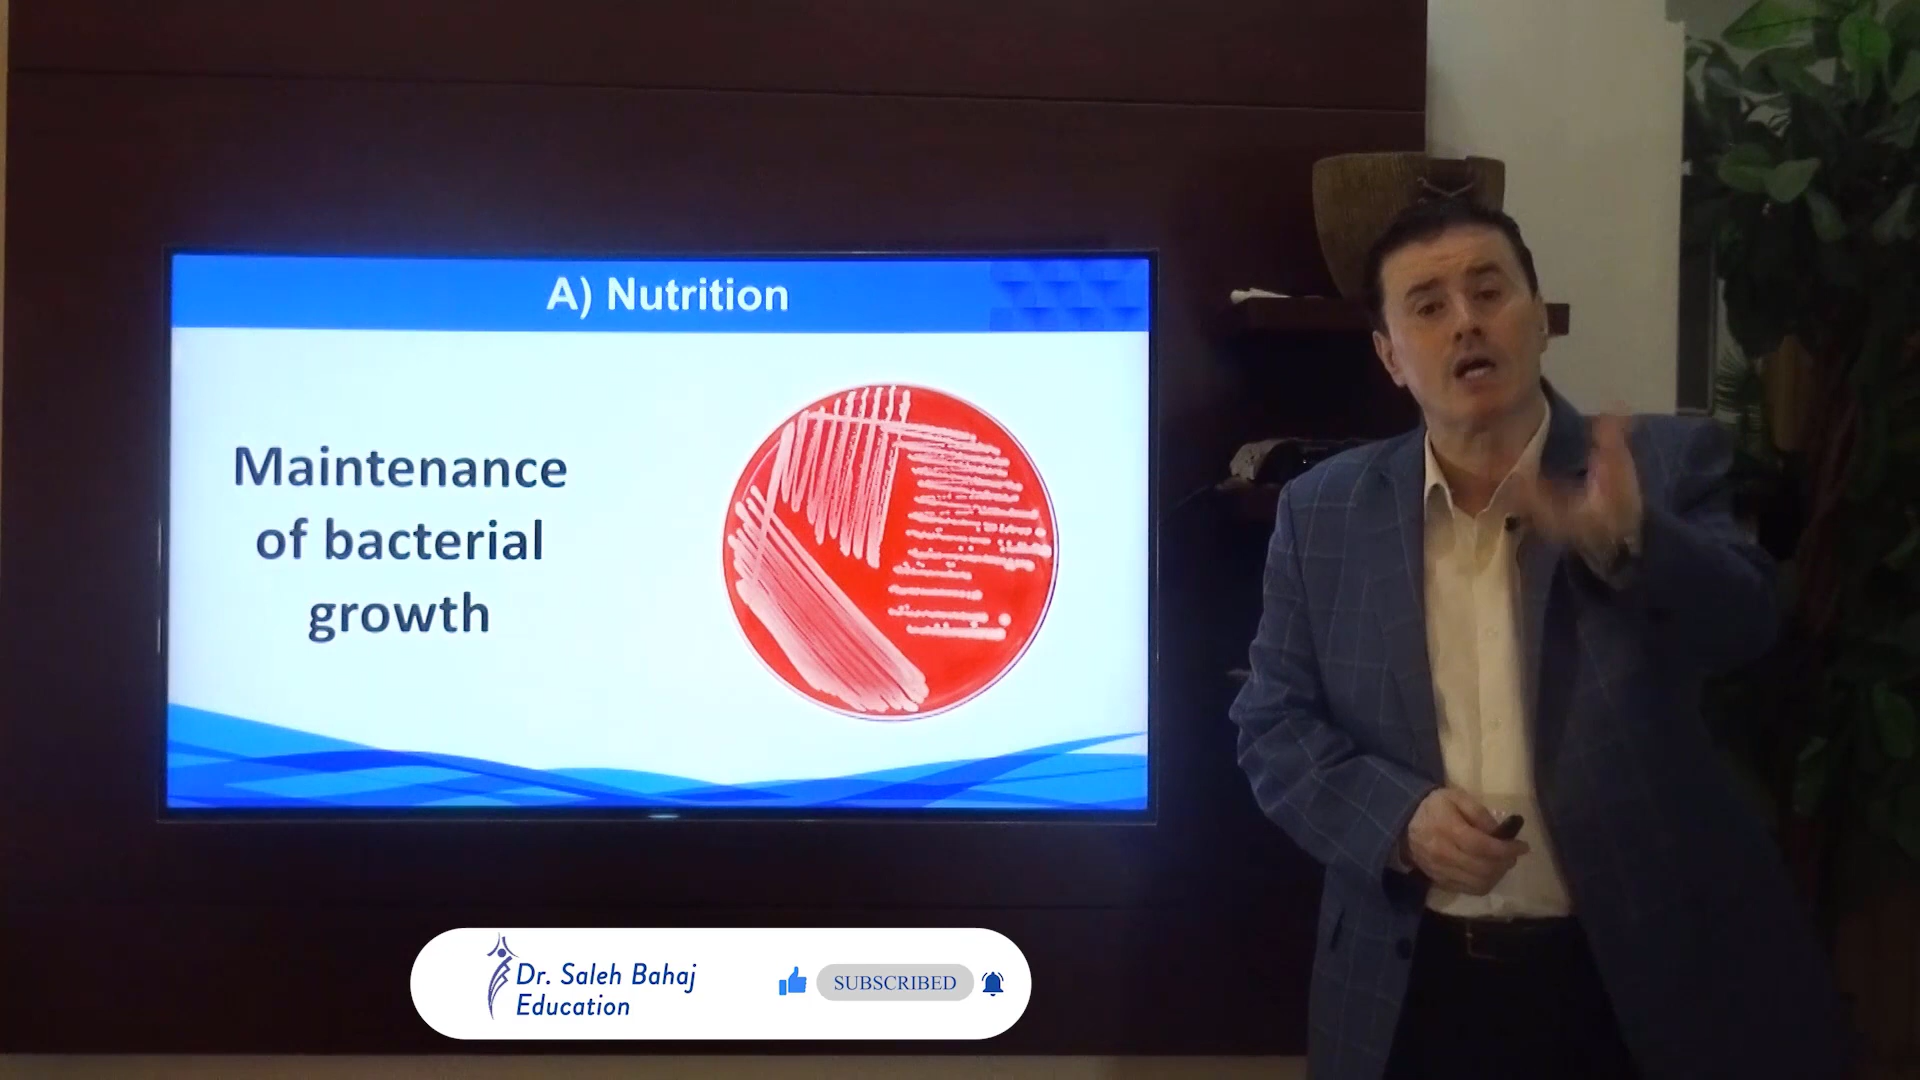 A) Nutrition
Maintenance
of bacterial
growth
Dr. Saleh Bahaj
Education
SUBSCRIBED